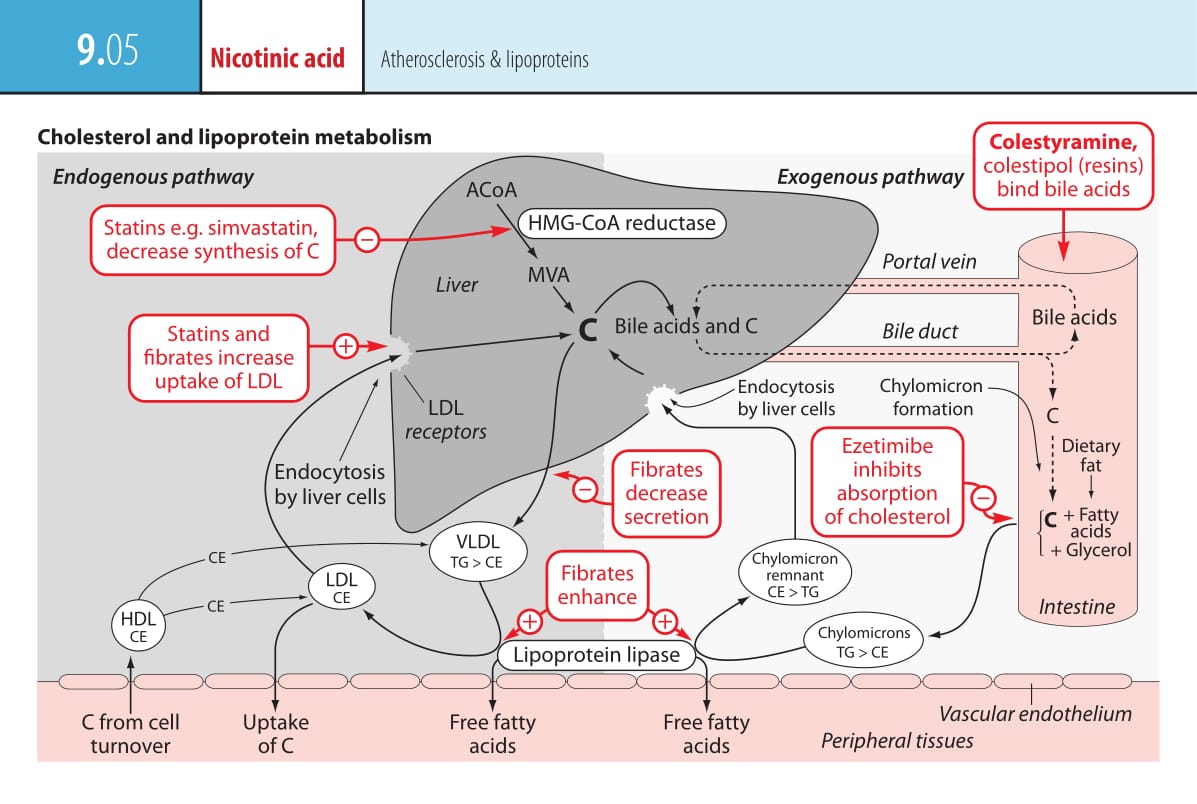 9.05
Nicotinic acid
Atherosclerosis & lipoproteins
Cholesterol and lipoprotein metabolism
Endogenous pathway
Exogenous pathway
Colestyramine,
colestipol (resins)
bind bile acids
Statins e.g. simvastatin,
decrease synthesis of C
−
ACoA
HMG-CoA reductase
MVA
Liver
C
Bile acids and C
Portal vein
Bile duct
Bile acids
Statins and
fibrates increase
uptake of LDL
+
LDL
receptors
Endocytosis
by liver cells
Endocytosis
by liver cells
Chylomicron
formation
C
Dietary
fat
C + Fatty
acids
+ Glycerol
Intestine
Ezetimibe
inhibits
absorption
of cholesterol
−
Fibrates
decrease
secretion
−
VLDL
TG > CE
CE
CE
LDL
CE
HDL
CE
Fibrates
enhance
+
+
Lipoprotein lipase
Chylomicron
remnant
CE > TG
Chylomicrons
TG > CE
C from cell
turnover
Uptake
of C
Free fatty
acids
Free fatty
acids
Vascular endothelium
Peripheral tissues